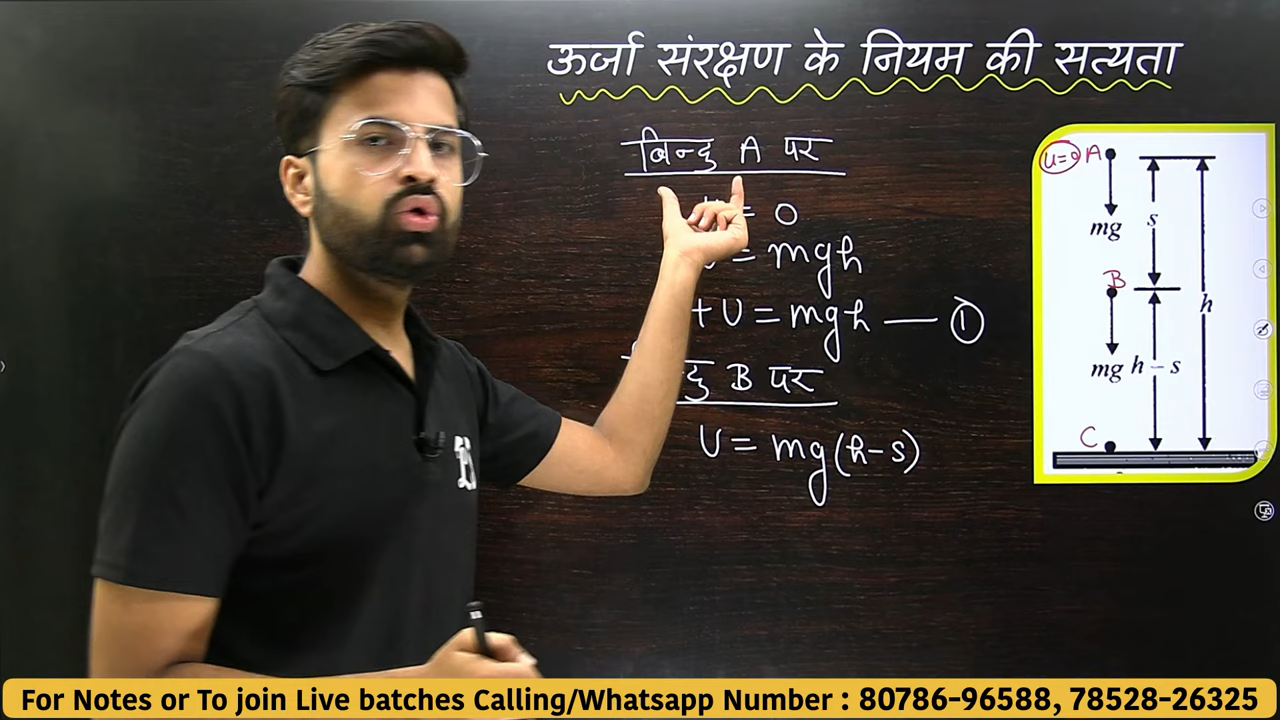 ऊर्जा संरक्षण के नियम की सत्यता
बिन्दु A पर
= 0
= mgh
+ U = mgh — ①
दु B पर
U = mg(h-s)
u=0 A
mg
s
B
h
mg h – s
C
For Notes or To join Live batches Calling/Whatsapp Number : 80786-96588, 78528-26325